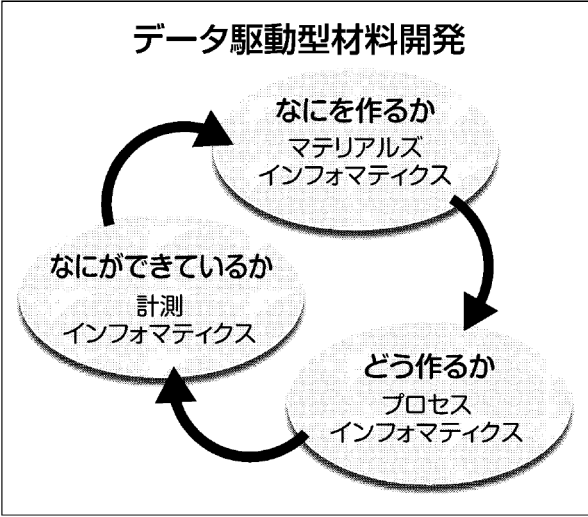 データ駆動型材料開発
なにを作るか
マテリアルズ
インフォマティクス
なにができているか
計測
インフォマティクス
どう作るか
プロセス
インフォマティクス